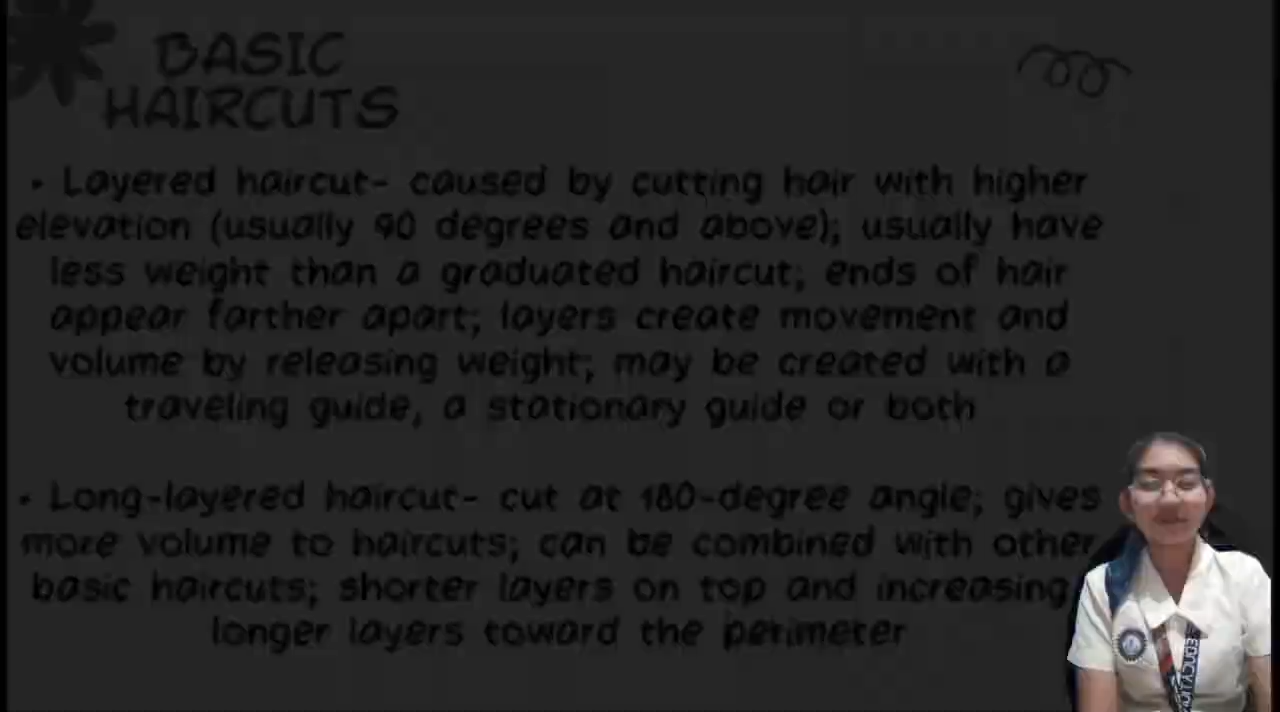 BASIC
HAIRCUTS
• Layered haircut- caused by cutting hair with higher
elevation (usually 90 degrees and above); usually have
less weight than a graduated haircut; ends of hair
appear farther apart; layers create movement and
volume by releasing weight; may be created with a
traveling guide, a stationary guide or both
• Long-layered haircut- cut at 180-degree angle; gives
more volume to haircuts; can be combined with other
basic haircuts; shorter layers on top and increasing
longer layers toward the perimeter
EDUCATION